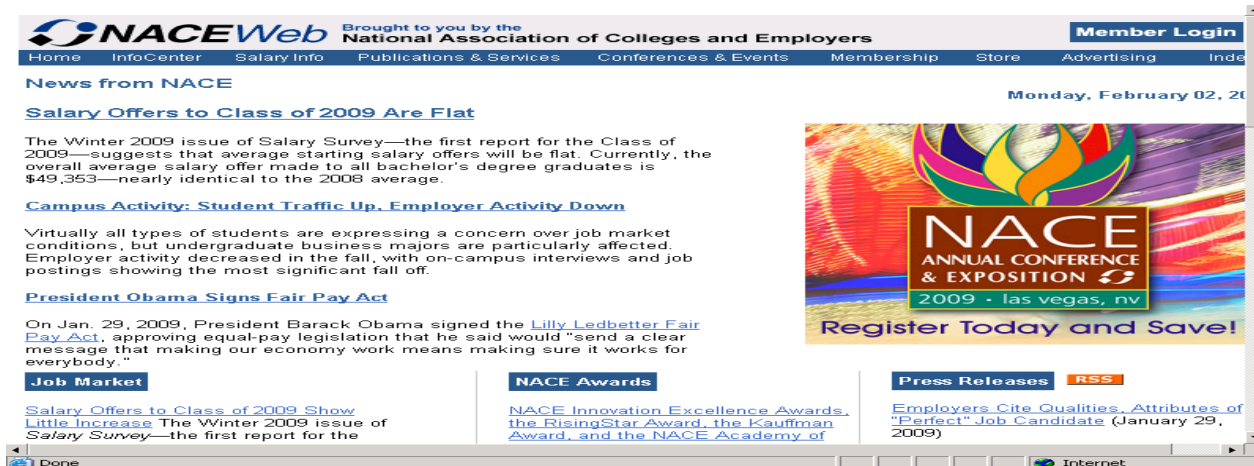 NACEWeb Brought to you by the
National Association of Colleges and Employers
Member Login
Home InfoCenter Salary Info Publications & Services Conferences & Events Membership Store Advertising Inde
News from NACE
Monday, February 02, 20
Salary Offers to Class of 2009 Are Flat
The Winter 2009 issue of Salary Survey—the first report for the Class of
2009—suggests that average starting salary offers will be flat. Currently, the
overall average salary offer made to all bachelor's degree graduates is
$49,353—nearly identical to the 2008 average.
Campus Activity: Student Traffic Up, Employer Activity Down
Virtually all types of students are expressing a concern over job market
conditions, but undergraduate business majors are particularly affected.
Employer activity decreased in the fall, with on-campus interviews and job
postings showing the most significant fall off.
President Obama Signs Fair Pay Act
On Jan. 29, 2009, President Barack Obama signed the Lilly Ledbetter Fair
Pay Act, approving equal-pay legislation that he said would "send a clear
message that making our economy work means making sure it works for
everybody."
NACE
ANNUAL CONFERENCE
& EXPOSITION
2009 · las vegas, nv
Register Today and Save!
Job Market
Salary Offers to Class of 2009 Show
Little Increase The Winter 2009 issue of
Salary Survey—the first report for the
NACE Awards
NACE Innovation Excellence Awards,
the RisingStar Award, the Kauffman
Award, and the NACE Academy of
Press Releases RSS
Employers Cite Qualities, Attributes of
"Perfect" Job Candidate (January 29,
2009)
Done Internet